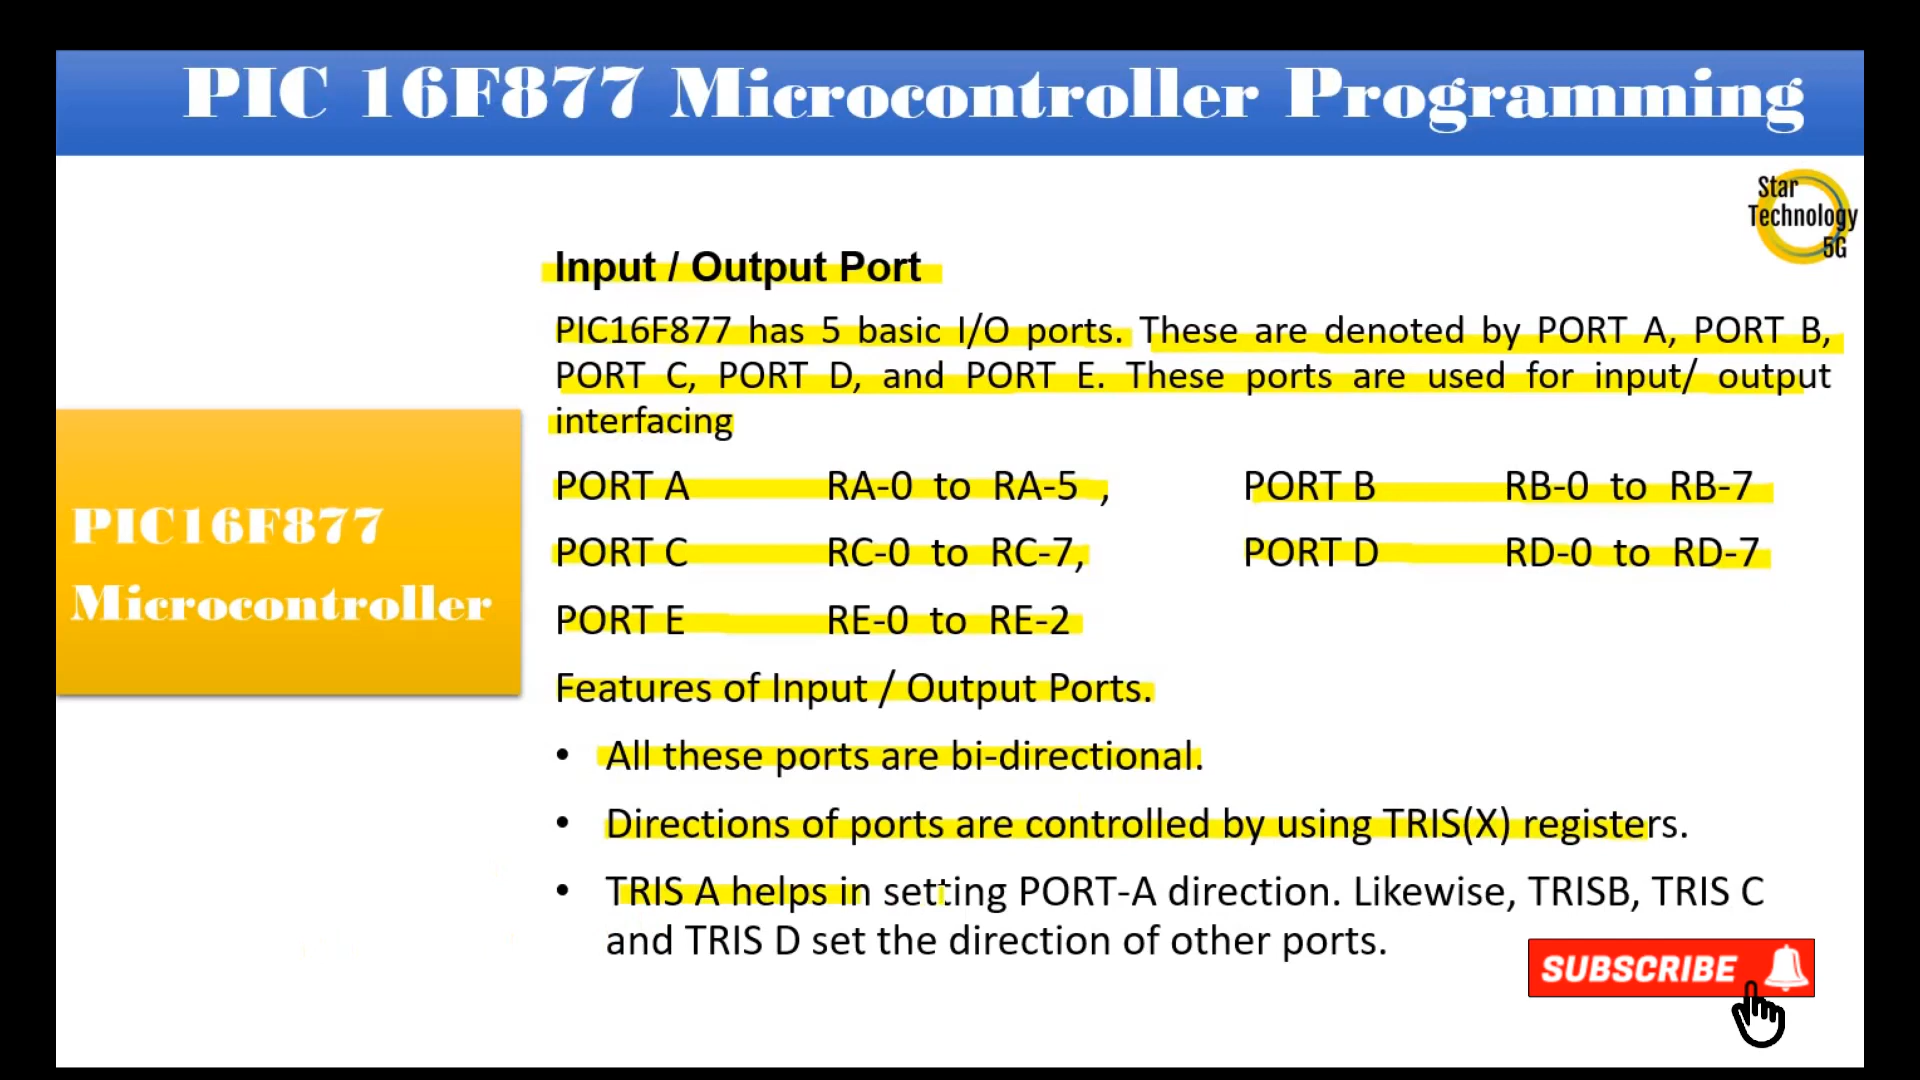 PIC 16F877 Microcontroller Programming
Star
Technology
5G
Input / Output Port
PIC16F877 has 5 basic I/O ports. These are denoted by PORT A, PORT B,
PORT C, PORT D, and PORT E. These ports are used for input/ output
interfacing
PORT A RA-0 to RA-5 , PORT B RB-0 to RB-7
PORT C RC-0 to RC-7, PORT D RD-0 to RD-7
PORT E RE-0 to RE-2
PIC16F877
Microcontroller
Features of Input / Output Ports.
• All these ports are bi-directional.
• Directions of ports are controlled by using TRIS(X) registers.
• TRIS A helps in setting PORT-A direction. Likewise, TRISB, TRIS C
and TRIS D set the direction of other ports.
SUBSCRIBE